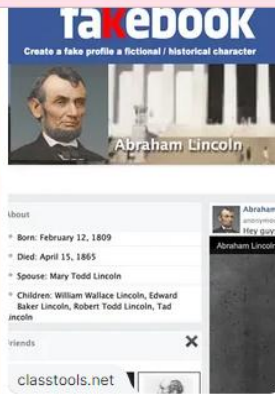 fakebook
Create a fake profile a fictional / historical character
Abraham Lincoln
About
Born: February 12, 1809
Died: April 15, 1865
Spouse: Mary Todd Lincoln
Children: William Wallace Lincoln, Edward
Baker Lincoln, Robert Todd Lincoln, Tad
Lincoln
Friends
Abraham
anonymou
Hey guy
Abraham Lincoln
classtools.net